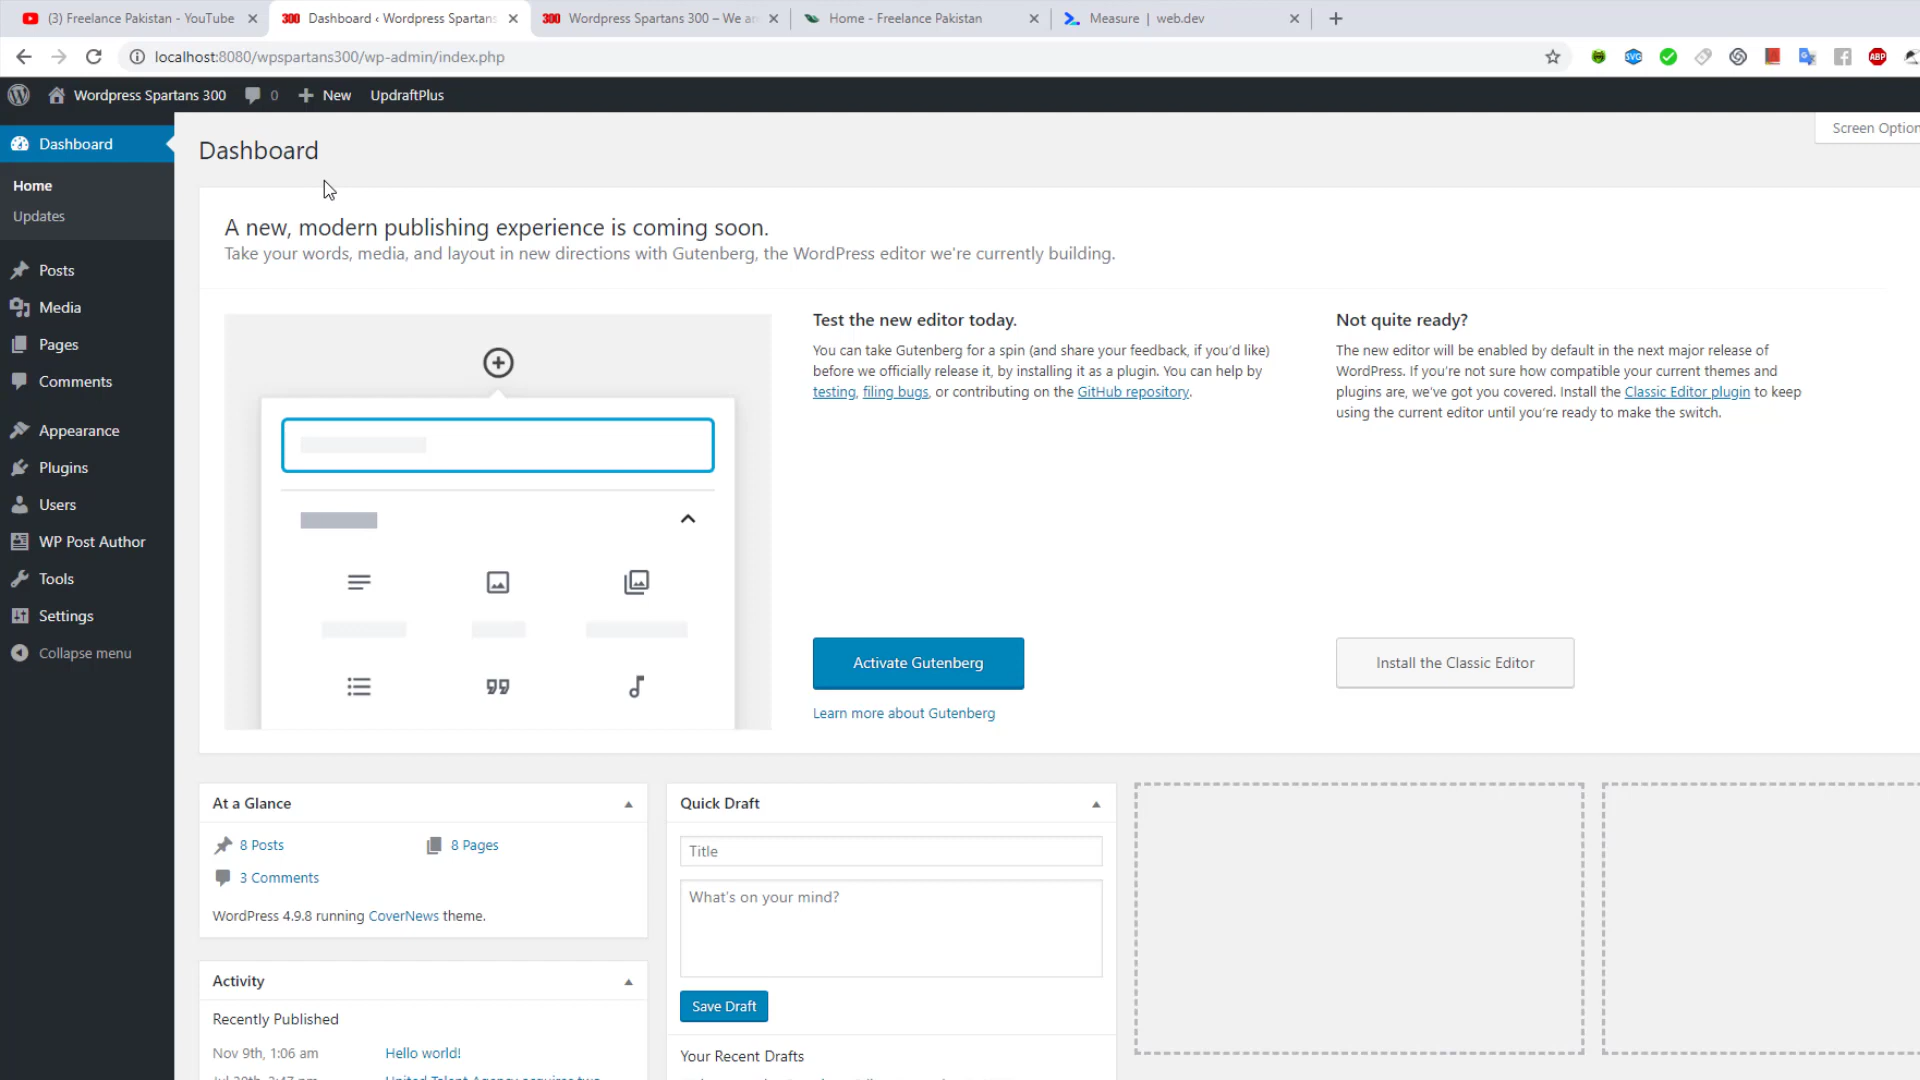 (3) Freelance Pakistan - YouTube
300 Dashboard ‹ Wordpress Spartans
300 Wordpress Spartans 300 – We a
Home - Freelance Pakistan
Measure | web.dev
localhost:8080/wpspartans300/wp-admin/index.php
SVG
ABP
Wordpress Spartans 300
0
New
UpdraftPlus
Screen Option
Dashboard
Home
Updates
Posts
Media
Pages
Comments
Appearance
Plugins
Users
WP Post Author
Tools
Settings
Collapse menu
Dashboard
A new, modern publishing experience is coming soon.
Take your words, media, and layout in new directions with Gutenberg, the WordPress editor we're currently building.
Test the new editor today.
You can take Gutenberg for a spin (and share your feedback, if you'd like)
before we officially release it, by installing it as a plugin. You can help by
testing, filing bugs, or contributing on the GitHub repository.
Activate Gutenberg
Learn more about Gutenberg
Not quite ready?
The new editor will be enabled by default in the next major release of
WordPress. If you're not sure how compatible your current themes and
plugins are, we've got you covered. Install the Classic Editor plugin to keep
using the current editor until you're ready to make the switch.
Install the Classic Editor
At a Glance
8 Posts
8 Pages
3 Comments
WordPress 4.9.8 running CoverNews theme.
Activity
Recently Published
Nov 9th, 1:06 am
Hello world!
Quick Draft
Title
What's on your mind?
Save Draft
Your Recent Drafts